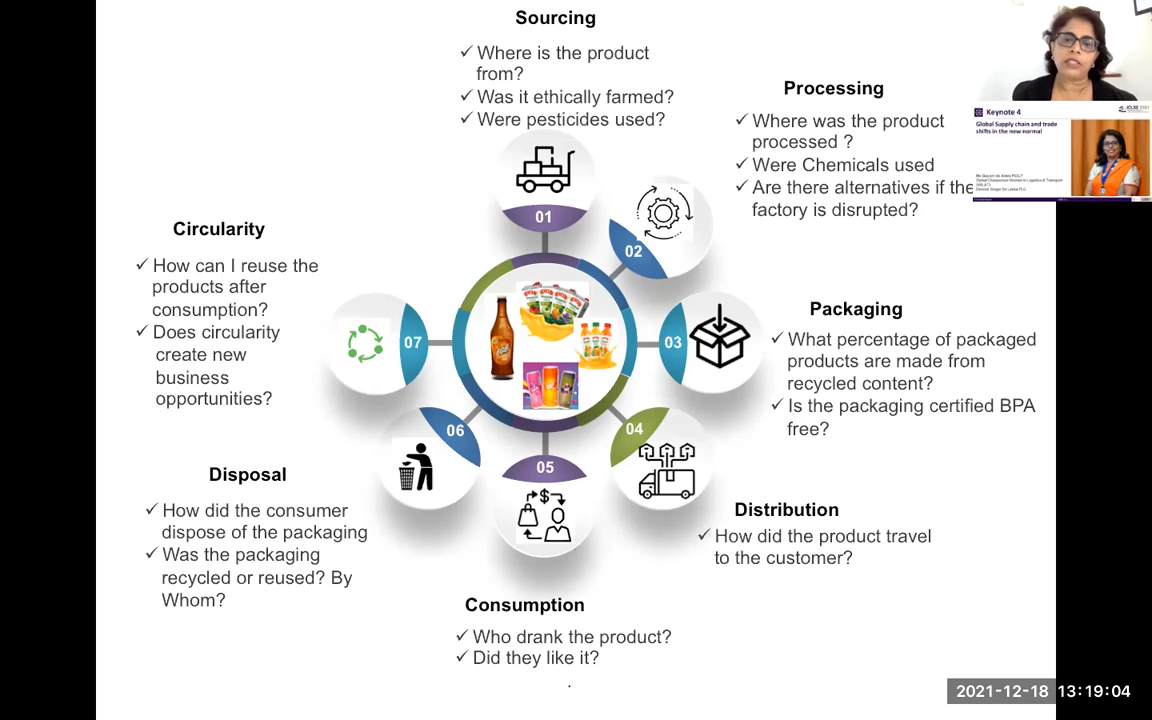 Sourcing
✓ Where is the product
from?
✓ Was it ethically farmed?
✓ Were pesticides used?
Processing
✓ Where was the product
processed ?
✓ Were Chemicals used
✓ Are there alternatives if the
factory is disrupted?
Packaging
✓ What percentage of packaged
products are made from
recycled content?
✓ Is the packaging certified BPA
free?
Distribution
✓ How did the product travel
to the customer?
Consumption
✓ Who drank the product?
✓ Did they like it?
.
Disposal
✓ How did the consumer
dispose of the packaging
✓ Was the packaging
recycled or reused? By
Whom?
Circularity
✓ How can I reuse the
products after
consumption?
✓ Does circularity
create new
business
opportunities?
01
02
03
04
05
06
07
$
Keynote 4
Global Supply chain and trade
shifts in the new normal
2021-12-18 13:19:04